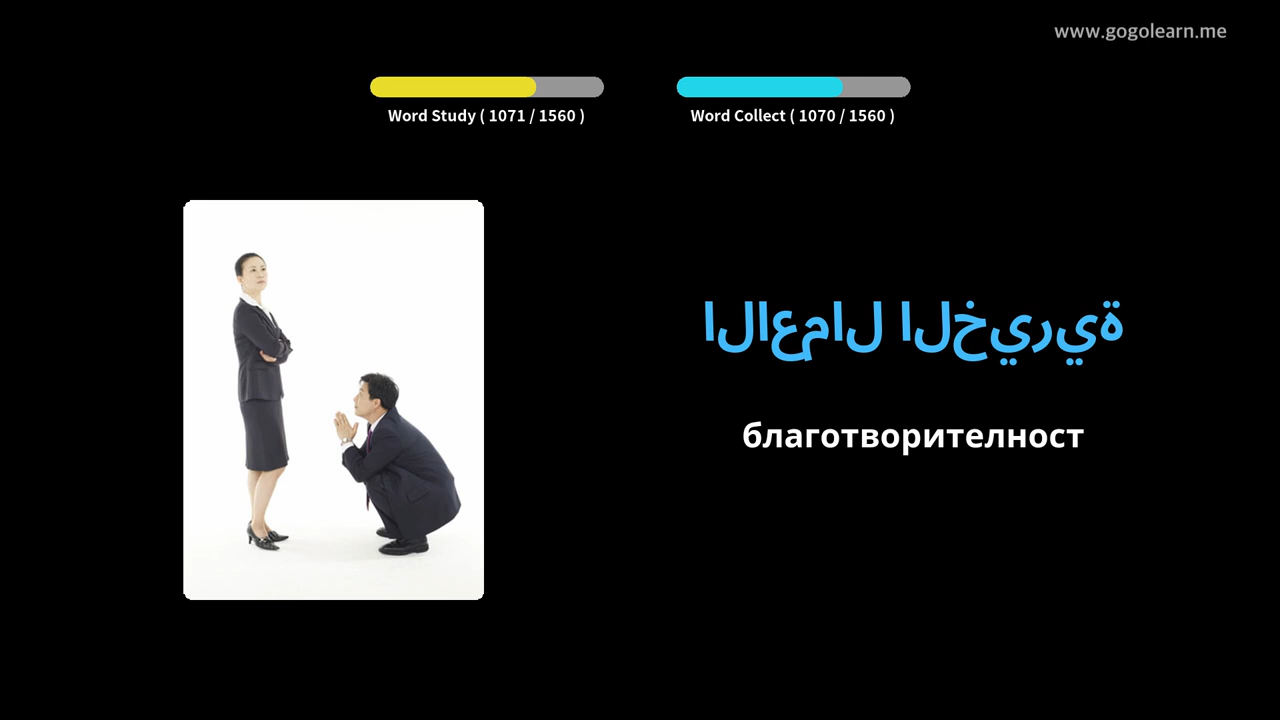 www.gogolearn.me
Word Study ( 1071 / 1560 )
Word Collect ( 1070 / 1560 )
الاعمال الخيرية
благотворителност